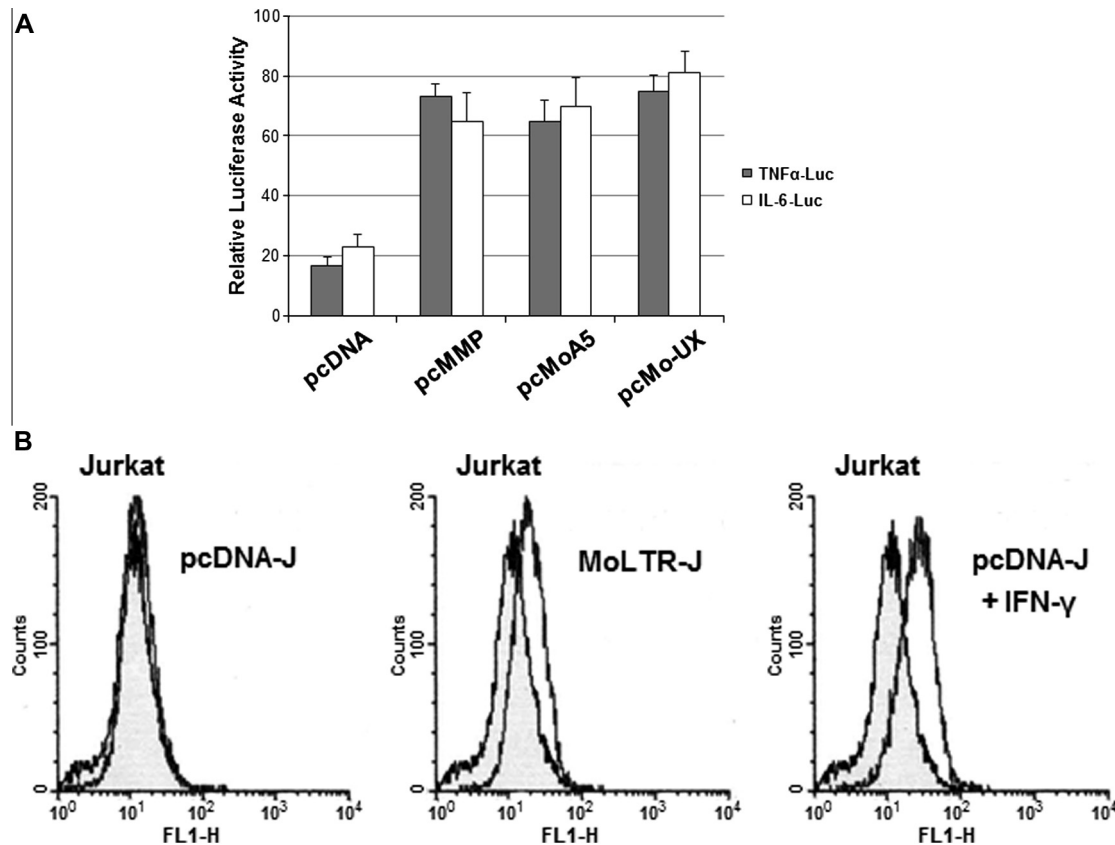 A
Relative Luciferase Activity
100
80
60
40
20
0
pcDNA
pcMMP
pcMoA5
pcMo-UX
TNFα-Luc
IL-6-Luc
B
Jurkat
pcDNA-J
Counts
200
100
0
10⁰ 10¹ 10² 10³ 10⁴
FL1-H
Jurkat
MoLTR-J
Counts
200
100
0
10⁰ 10¹ 10² 10³ 10⁴
FL1-H
Jurkat
pcDNA-J
+ IFN-γ
Counts
200
100
0
10⁰ 10¹ 10² 10³ 10⁴
FL1-H